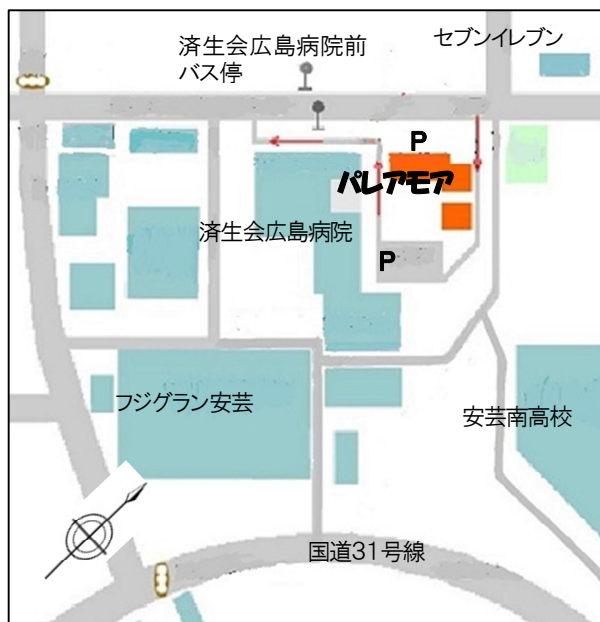 セブンイレブン
済生会広島病院前
バス停
P
パレアモア
済生会広島病院
P
フジグラン安芸
安芸南高校
国道31号線